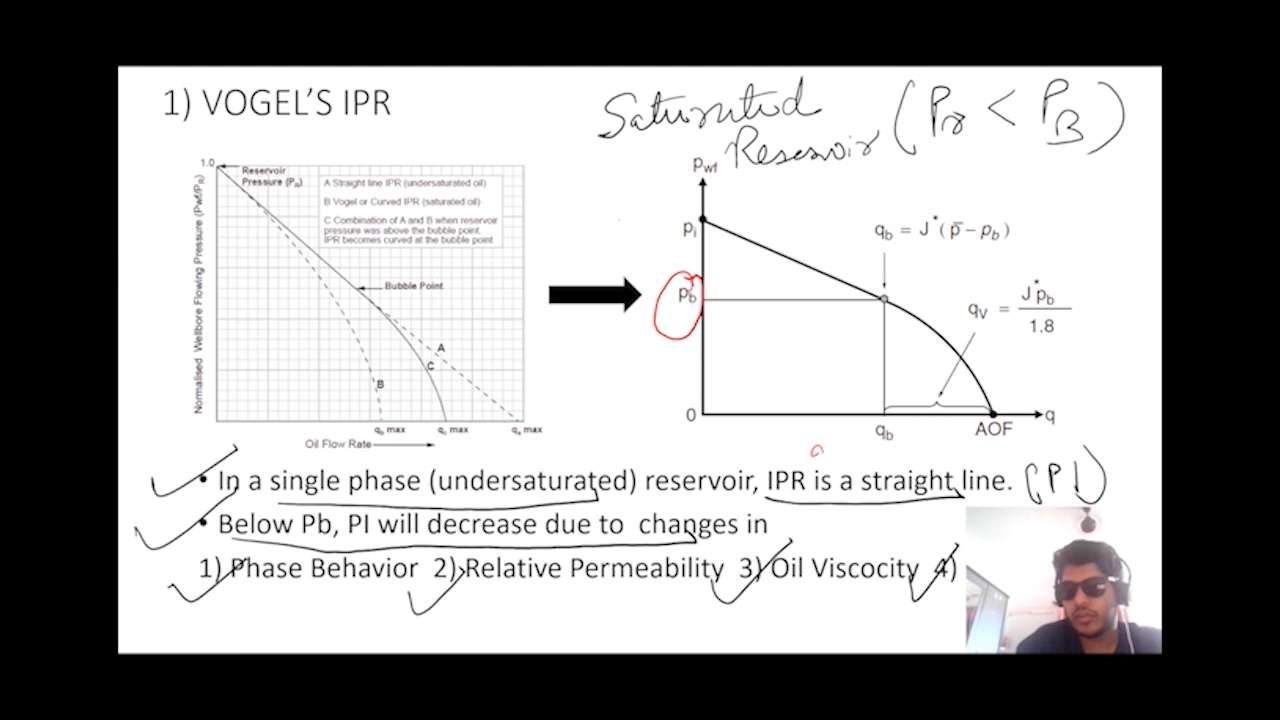 1) VOGEL'S IPR
Saturated
Reservoir (Pr < PB)
1.0
Reservoir
Pressure (PR)
A Straight line IPR (undersaturated oil)
B Vogel or Curved IPR (saturated oil)
C Combination of A and B when reservoir
pressure was above the bubble point.
IPR becomes curved at the bubble point
Normalised Wellbore Flowing Pressure (Pwf/PR)
Bubble Point
A
C
B
qb max
qc max
qa max
Oil Flow Rate
pwf
pi
qb = J*(p̄ − pb)
pb
qV = J*pb / 1.8
0
qb
AOF
q
• In a single phase (undersaturated) reservoir, IPR is a straight line. (PI)
• Below Pb, PI will decrease due to changes in
1) Phase Behavior 2) Relative Permeability 3) Oil Viscocity 4)